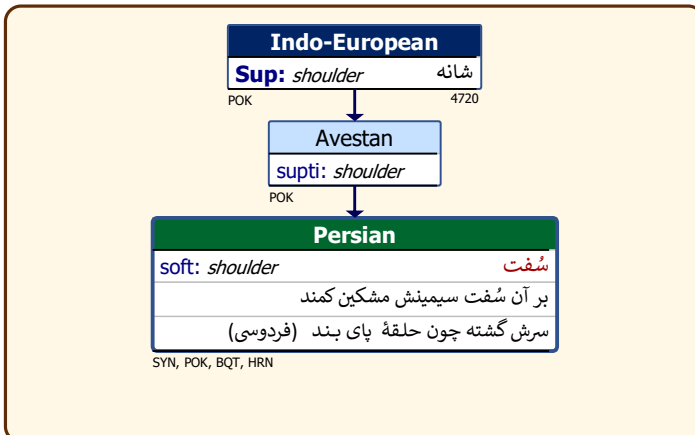 Indo-European
Sup: shoulder شانه
POK 4720
Avestan
supti: shoulder
POK
Persian
soft: shoulder سُفت
بر آن سُفت سیمینش مشکین کمند
سرش گشته چون حلقهٔ پای بـند (فردوسی)
SYN, POK, BQT, HRN